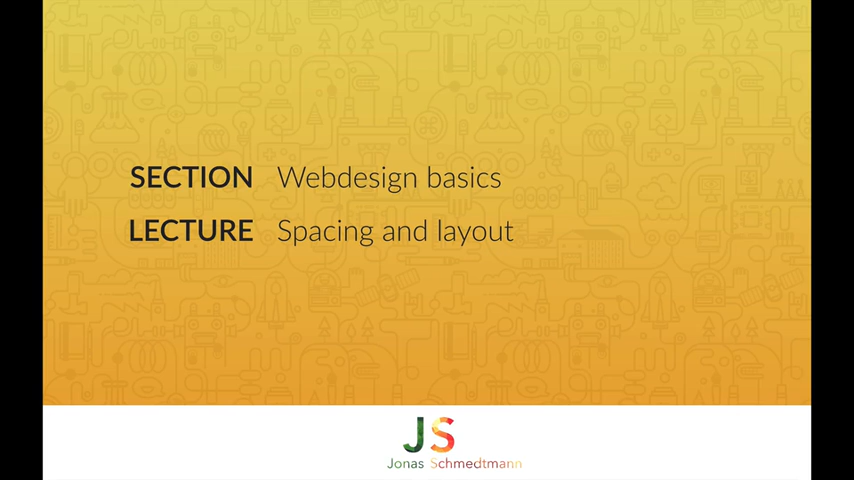 SECTION Webdesign basics
LECTURE Spacing and layout
JS
Jonas Schmedtmann